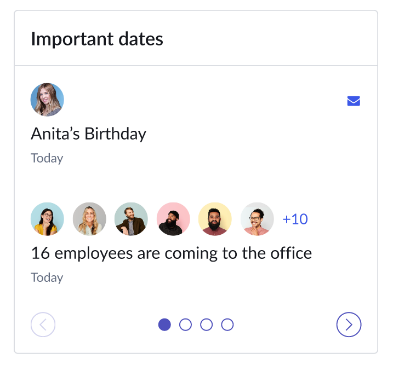 Important dates
Anita’s Birthday
Today
+10
16 employees are coming to the office
Today